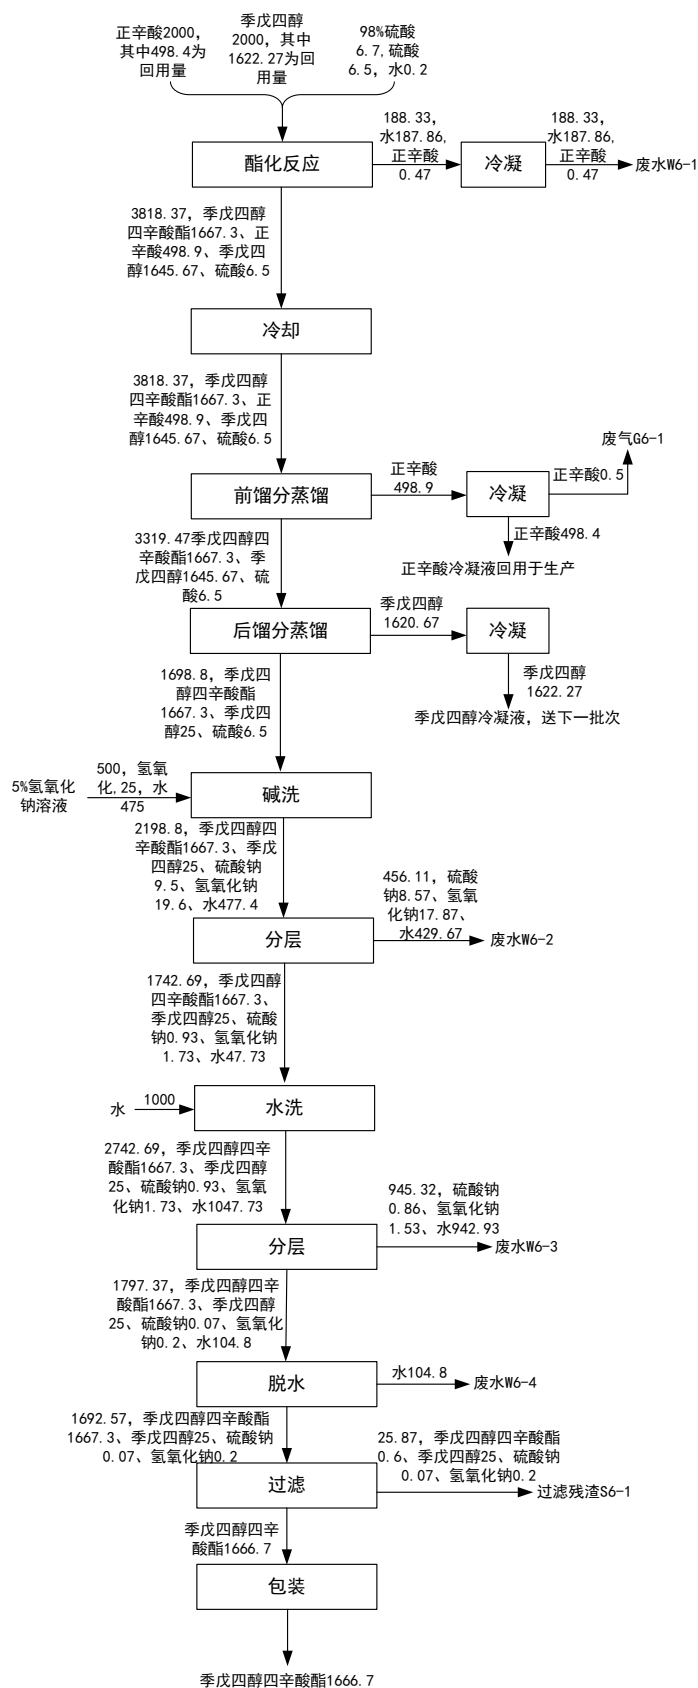 正辛酸2000,
其中498.4为
回用量
季戊四醇
2000, 其中
1622.27为回
用量
98%硫酸
6.7, 硫酸
6.5, 水0.2
酯化反应
188.33,
水187.86,
正辛酸
0.47
冷凝
188.33,
水187.86,
正辛酸
0.47
废水W6-1
3818.37, 季戊四醇
四辛酸酯1667.3、正
辛酸498.9、季戊四
醇1645.67、硫酸6.5
冷却
3818.37, 季戊四醇
四辛酸酯1667.3、正
辛酸498.9、季戊四
醇1645.67、硫酸6.5
前馏分蒸馏
正辛酸
498.9
冷凝
正辛酸0.5
废气G6-1
正辛酸498.4
正辛酸冷凝液回用于生产
3319.47季戊四醇四
辛酸酯1667.3、季
戊四醇1645.67、硫
酸6.5
后馏分蒸馏
季戊四醇
1620.67
冷凝
季戊四醇
1622.27
季戊四醇冷凝液, 送下一批次
1698.8, 季戊四
醇四辛酸酯
1667.3、季戊四
醇25、硫酸6.5
5%氢氧化
钠溶液
500, 氢氧
化,25, 水
475
碱洗
2198.8, 季戊四醇四
辛酸酯1667.3、季戊
四醇25、硫酸钠
9.5、氢氧化钠
19.6、水477.4
分层
456.11, 硫酸
钠8.57、氢氧
化钠17.87、
水429.67
废水W6-2
1742.69, 季戊四醇
四辛酸酯1667.3、
季戊四醇25、硫酸
钠0.93、氢氧化钠
1.73、水47.73
水
1000
水洗
2742.69, 季戊四醇四辛
酸酯1667.3、季戊四醇
25、硫酸钠0.93、氢氧
化钠1.73、水1047.73
分层
945.32, 硫酸钠
0.86、氢氧化钠
1.53、水942.93
废水W6-3
1797.37, 季戊四醇四辛
酸酯1667.3、季戊四醇
25、硫酸钠0.07、氢氧化
钠0.2、水104.8
脱水
水104.8
废水W6-4
1692.57, 季戊四醇四辛酸酯
1667.3、季戊四醇25、硫酸钠
0.07、氢氧化钠0.2
过滤
25.87, 季戊四醇四辛酸酯
0.6、季戊四醇25、硫酸钠
0.07、氢氧化钠0.2
过滤残渣S6-1
季戊四醇四辛
酸酯1666.7
包装
季戊四醇四辛酸酯1666.7